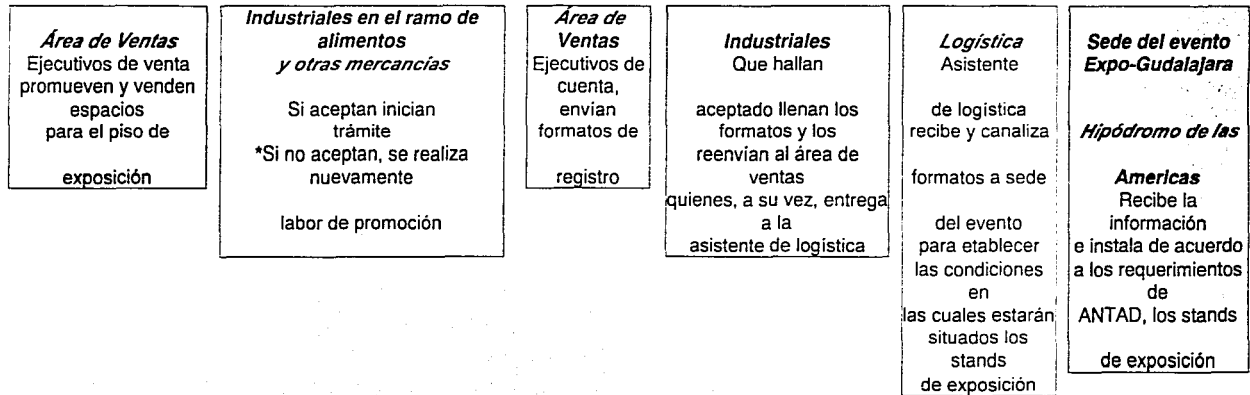 Área de Ventas
Ejecutivos de venta
promueven y venden
espacios
para el piso de
exposición
Industriales en el ramo de
alimentos
y otras mercancías
Si aceptan inician
trámite
*Si no aceptan, se realiza
nuevamente
labor de promoción
Área de
Ventas
Ejecutivos de
cuenta,
envían
formatos de
registro
Industriales
Que hallan
aceptado llenan los
formatos y los
reenvían al área de
ventas
quienes, a su vez, entrega
a la
asistente de logística
Logística
Asistente
de logística
recibe y canaliza
formatos a sede
del evento
para etablecer
las condiciones
en
las cuales estarán
situados los
stands
de exposición
Sede del evento
Expo-Gudalajara
Hipódromo de las
Americas
Recibe la
información
e instala de acuerdo
a los requerimientos
de
ANTAD, los stands
de exposición